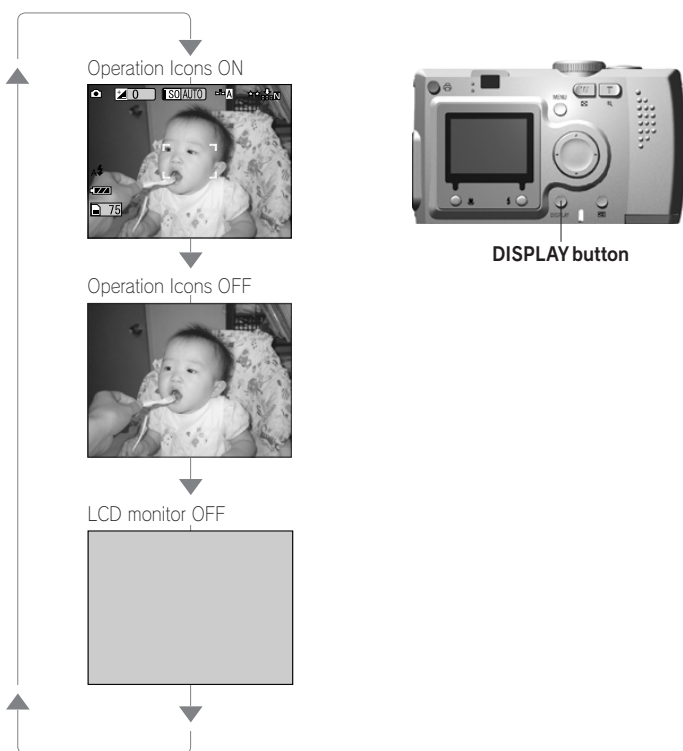 Operation Icons ON
0 ISO AUTO A N
A
75
Operation Icons OFF
LCD monitor OFF
MENU
T
DISPLAY
DISPLAY button